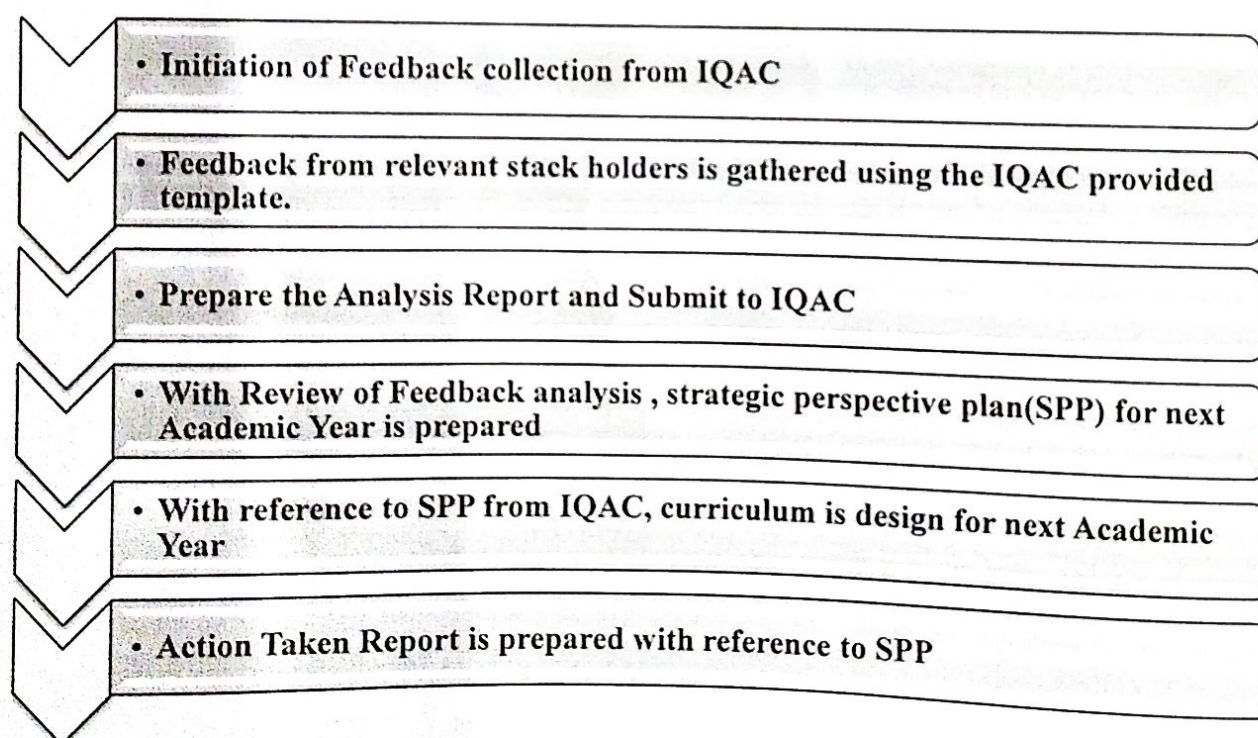 • Initiation of Feedback collection from IQAC
• Feedback from relevant stack holders is gathered using the IQAC provided
template.
• Prepare the Analysis Report and Submit to IQAC
• With Review of Feedback analysis , strategic perspective plan(SPP) for next
Academic Year is prepared
• With reference to SPP from IQAC, curriculum is design for next Academic
Year
• Action Taken Report is prepared with reference to SPP